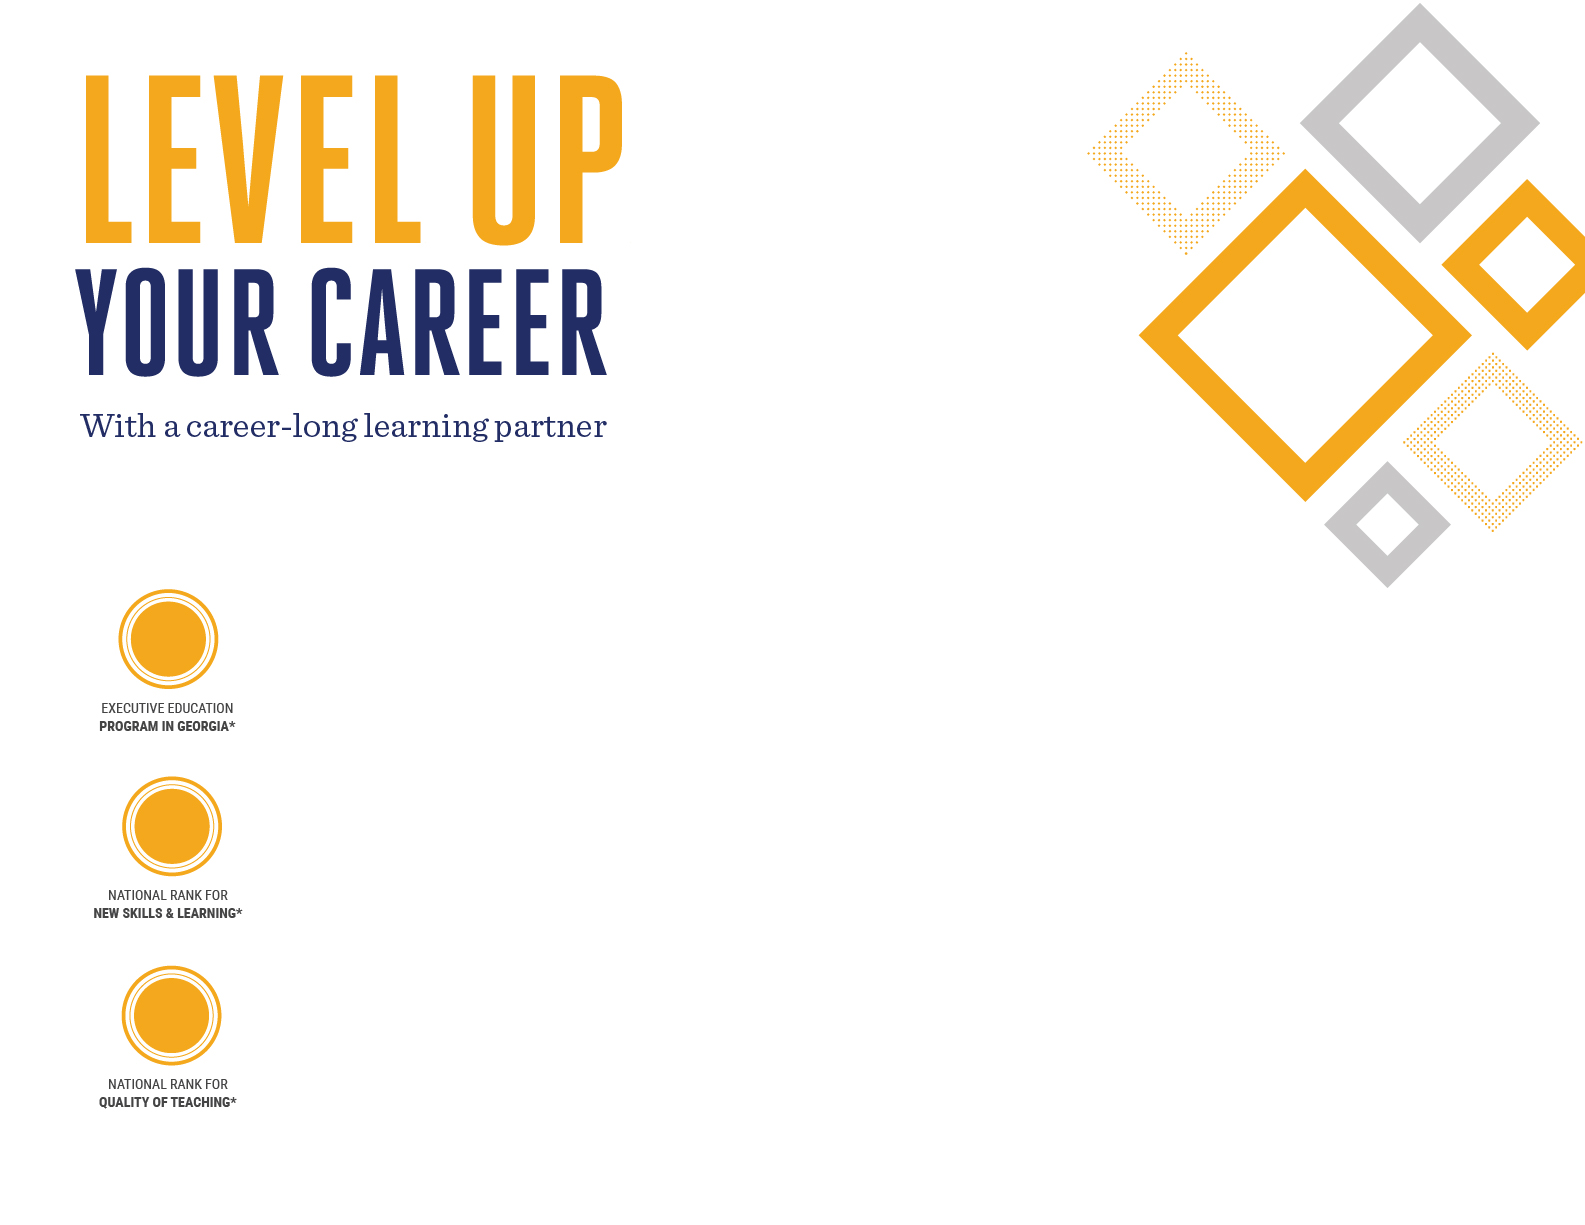 LEVEL UP
YOUR CAREER
With a career-long learning partner
EXECUTIVE EDUCATION
PROGRAM IN GEORGIA*
NATIONAL RANK FOR
NEW SKILLS & LEARNING*
NATIONAL RANK FOR
QUALITY OF TEACHING*